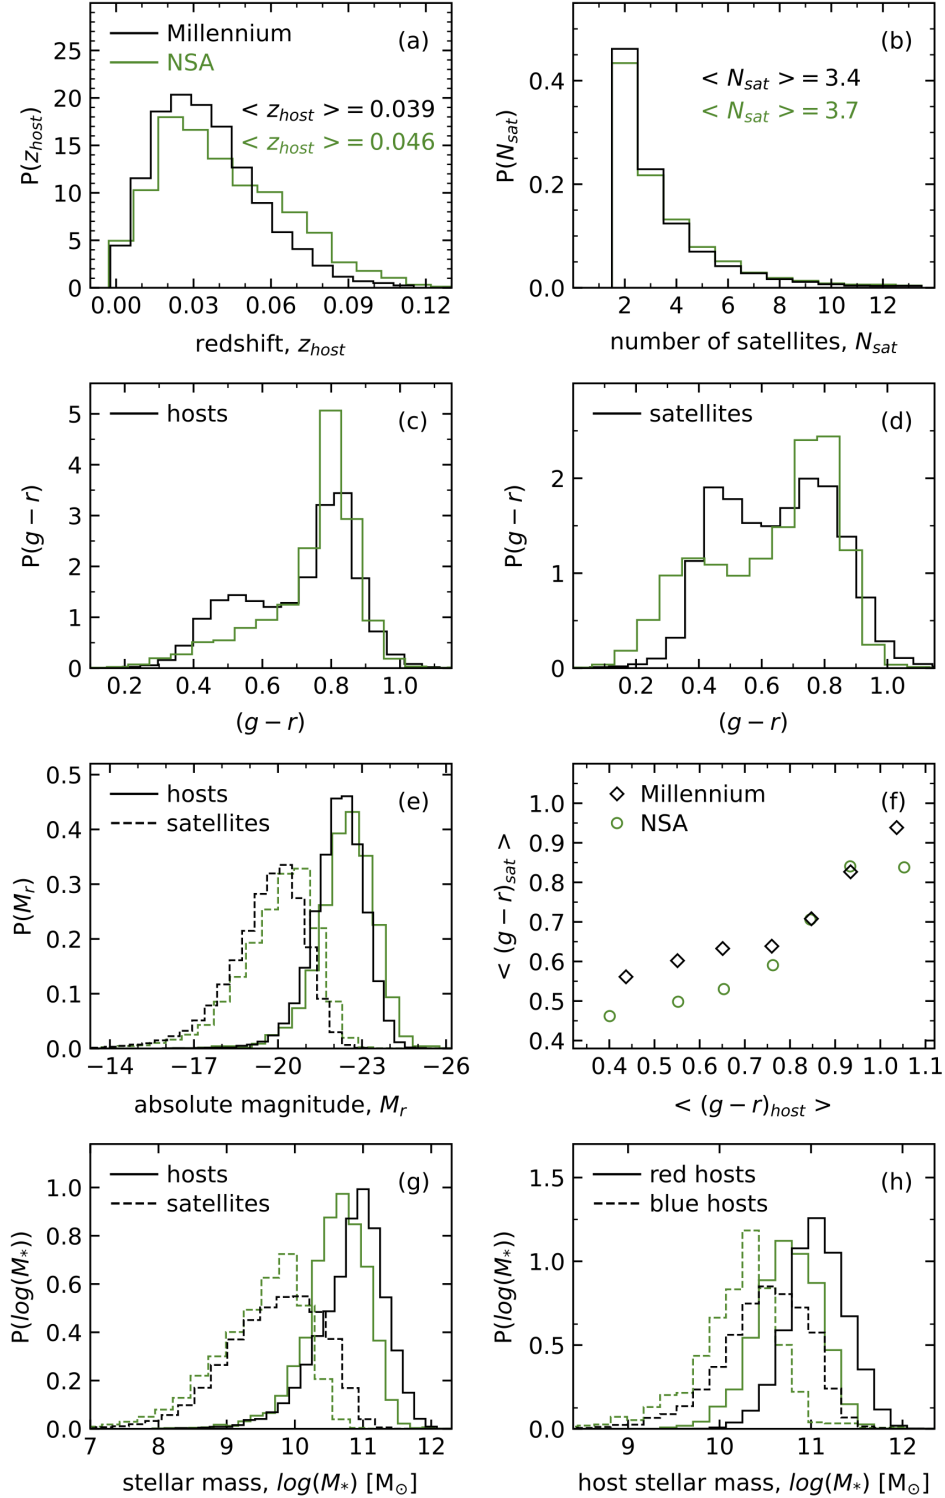 Millennium
NSA
(a)
< z_host > = 0.039
< z_host > = 0.046
P(z_host)
25
20
15
10
5
0
0.00 0.03 0.06 0.09 0.12
redshift, z_host
(b)
< N_sat > = 3.4
< N_sat > = 3.7
P(N_sat)
0.4
0.2
0.0
2 4 6 8 10 12
number of satellites, N_sat
hosts
(c)
P(g − r)
5
4
3
2
1
0
0.2 0.4 0.6 0.8 1.0
(g − r)
satellites
(d)
P(g − r)
2
1
0
0.2 0.4 0.6 0.8 1.0
(g − r)
hosts
satellites
(e)
P(M_r)
0.5
0.4
0.3
0.2
0.1
0.0
−14 −17 −20 −23 −26
absolute magnitude, M_r
Millennium
NSA
(f)
< (g − r)_sat >
1.0
0.9
0.8
0.7
0.6
0.5
0.4
0.4 0.5 0.6 0.7 0.8 0.9 1.0 1.1
< (g − r)_host >
hosts
satellites
(g)
P(log(M_*))
1.0
0.8
0.6
0.4
0.2
0.0
7 8 9 10 11 12
stellar mass, log(M_*) [M_⊙]
red hosts
blue hosts
(h)
P(log(M_*))
1.5
1.0
0.5
0.0
9 10 11 12
host stellar mass, log(M_*) [M_⊙]